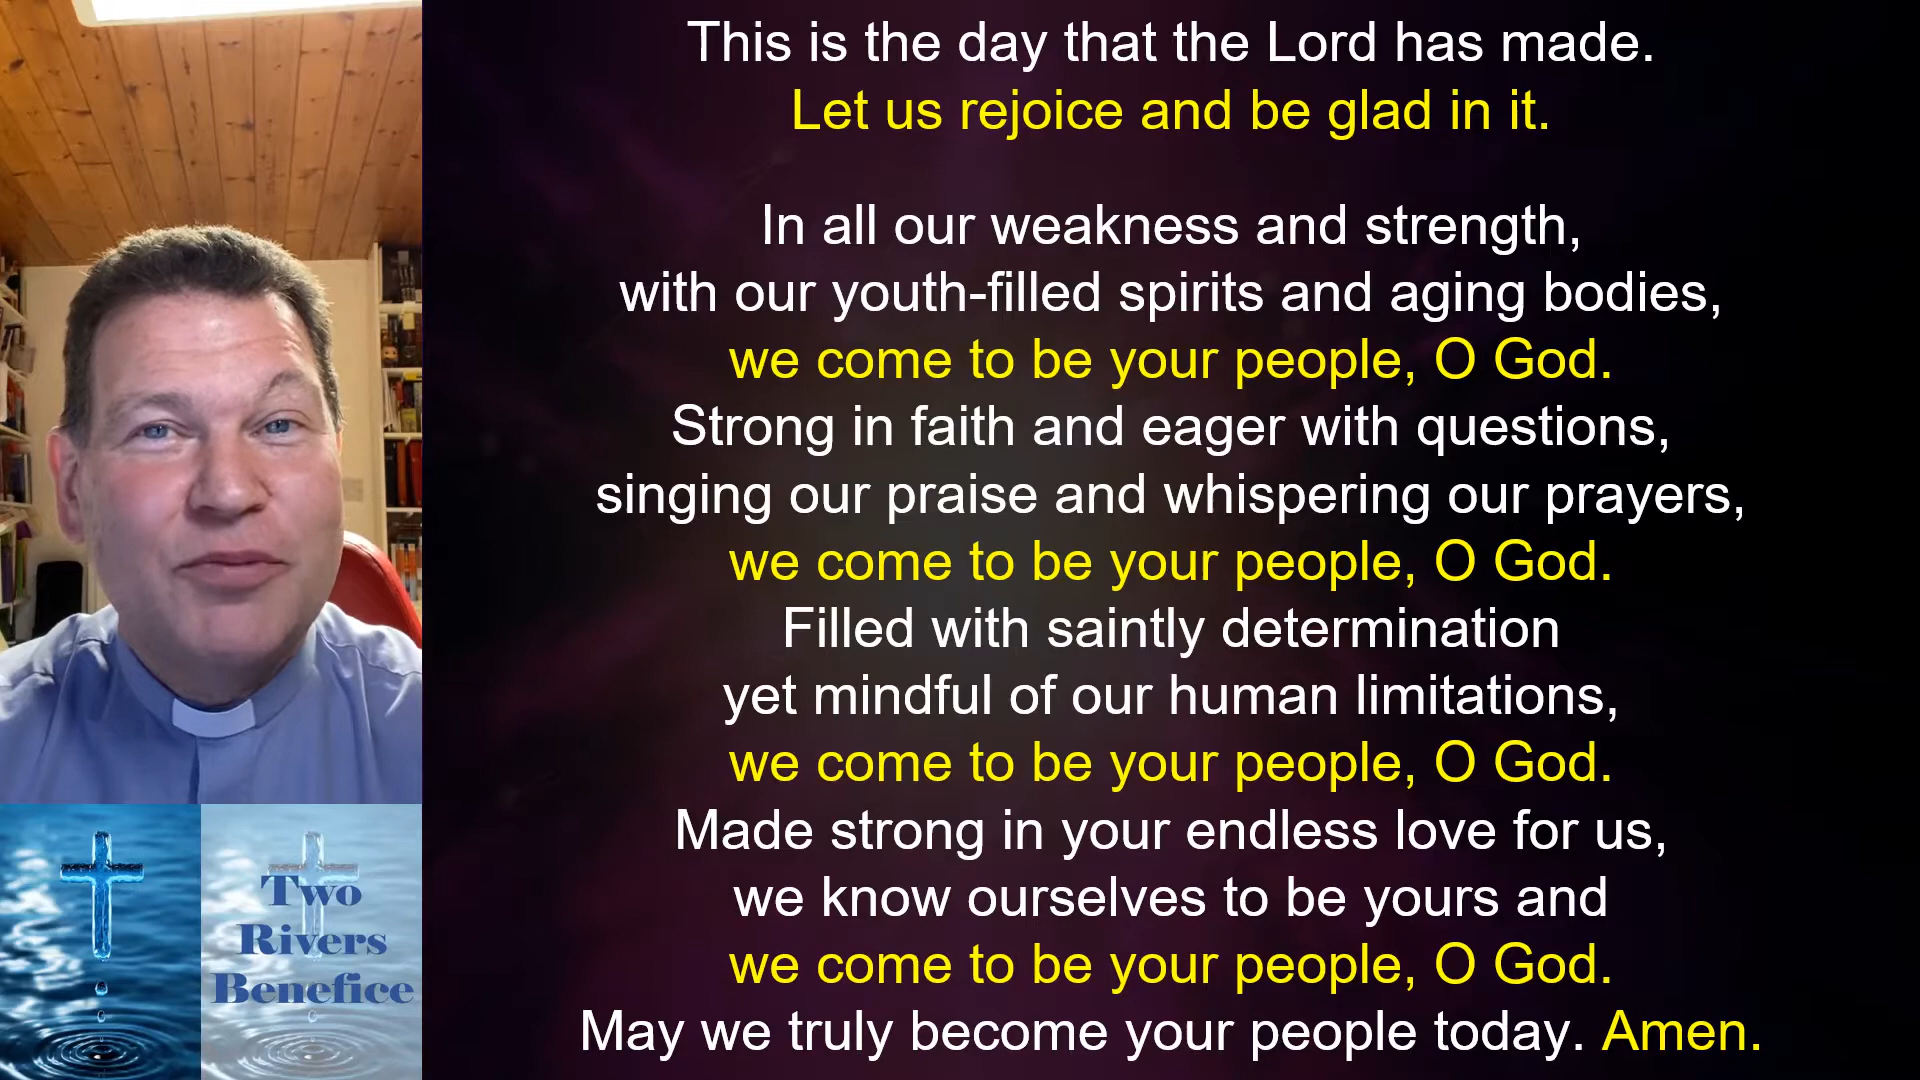 This is the day that the Lord has made.
Let us rejoice and be glad in it.
In all our weakness and strength,
with our youth-filled spirits and aging bodies,
we come to be your people, O God.
Strong in faith and eager with questions,
singing our praise and whispering our prayers,
we come to be your people, O God.
Filled with saintly determination
yet mindful of our human limitations,
we come to be your people, O God.
Made strong in your endless love for us,
we know ourselves to be yours and
we come to be your people, O God.
May we truly become your people today. Amen.
Two
Rivers
Benefice